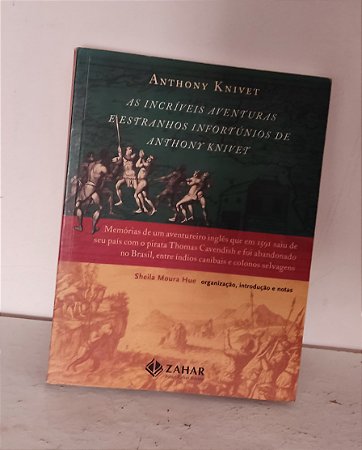 ANTHONY KNIVET
AS INCRÍVEIS AVENTURAS
E ESTRANHOS INFORTÚNIOS DE
ANTHONY KNIVET
Memórias de um aventureiro inglês que em 1591 saiu de
seu país com o pirata Thomas Cavendish e foi abandonado
no Brasil, entre índios canibais e colonos selvagens
Sheila Moura Hue organização, introdução e notas
ZAHAR